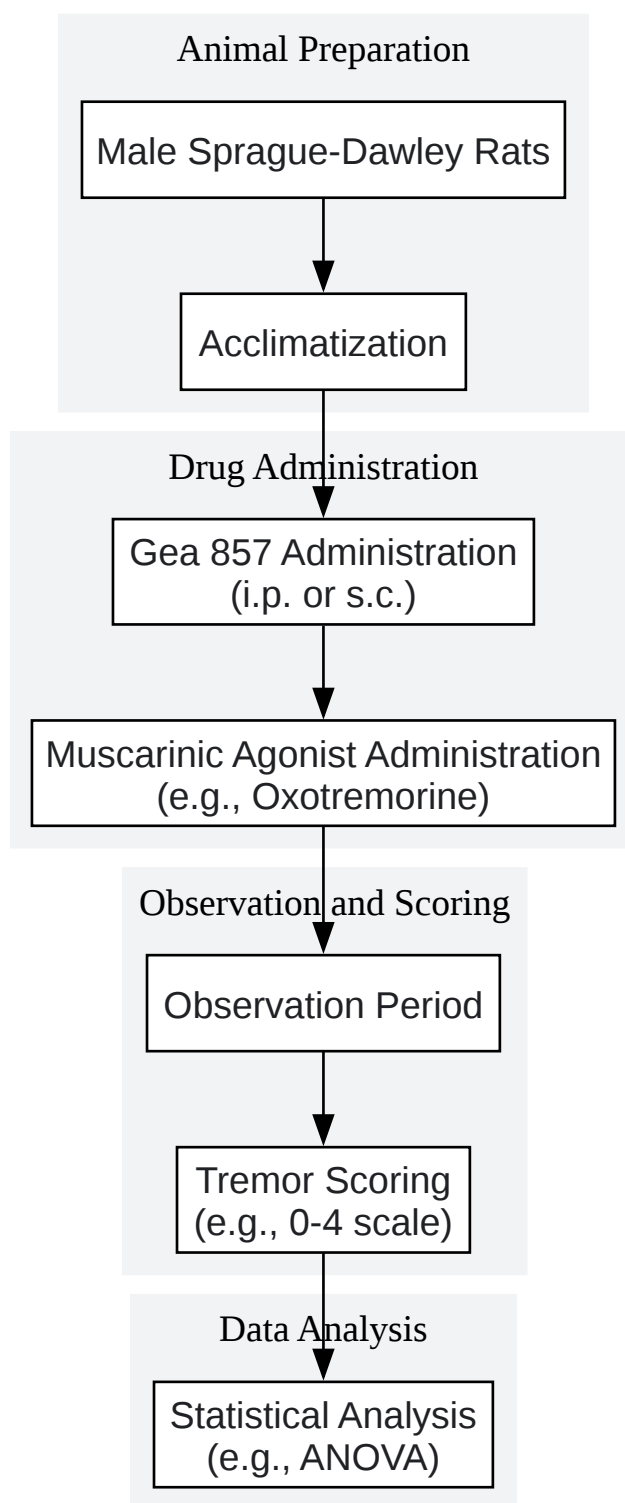 Animal Preparation
Male Sprague-Dawley Rats
Acclimatization
Drug Administration
Gea 857 Administration
(i.p. or s.c.)
Muscarinic Agonist Administration
(e.g., Oxotremorine)
Observation and Scoring
Observation Period
Tremor Scoring
(e.g., 0-4 scale)
Data Analysis
Statistical Analysis
(e.g., ANOVA)